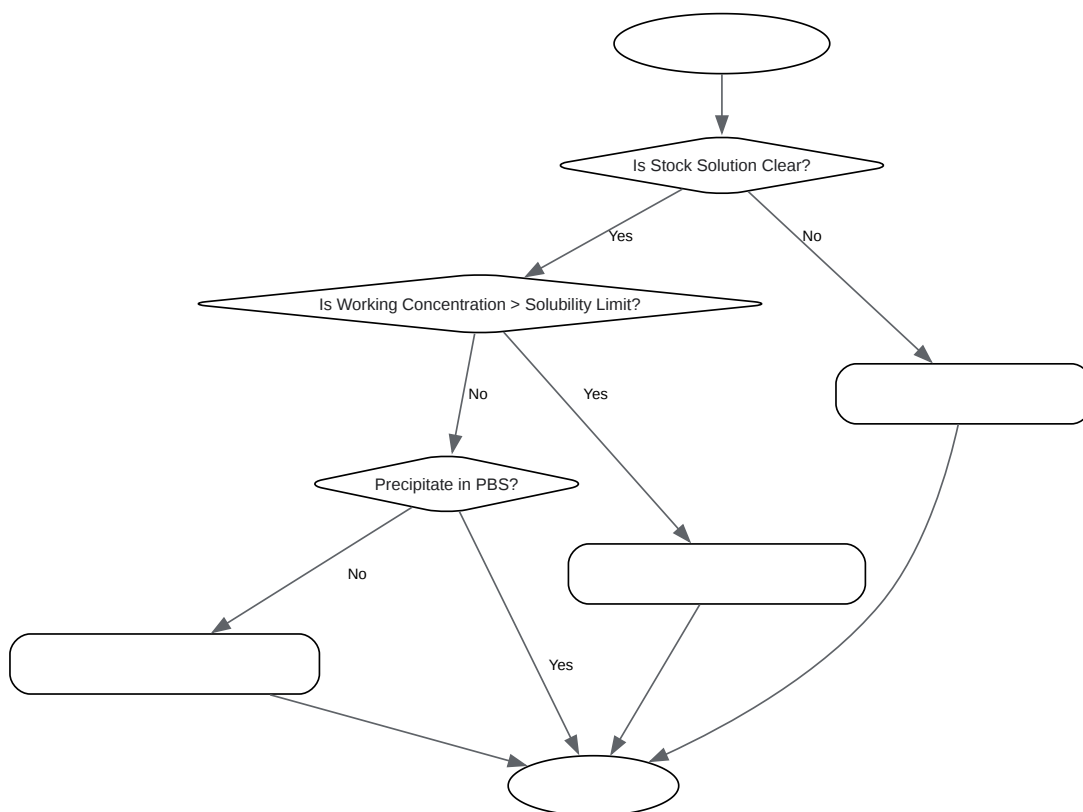 Is Stock Solution Clear?
Yes
No
Is Working Concentration > Solubility Limit?
No
Yes
Precipitate in PBS?
No
Yes